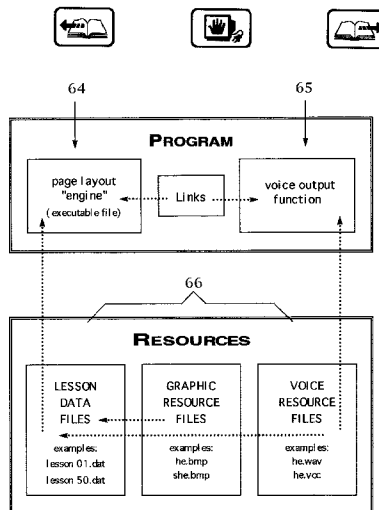 64
65
PROGRAM
page layout
"engine"
(executable file)
Links
voice output
function
66
RESOURCES
LESSON
DATA
FILES
examples:
lesson 01.dat
lesson 50.dat
GRAPHIC
RESOURCE
FILES
examples:
he.bmp
she.bmp
VOICE
RESOURCE
FILES
examples:
he.wav
he.voc